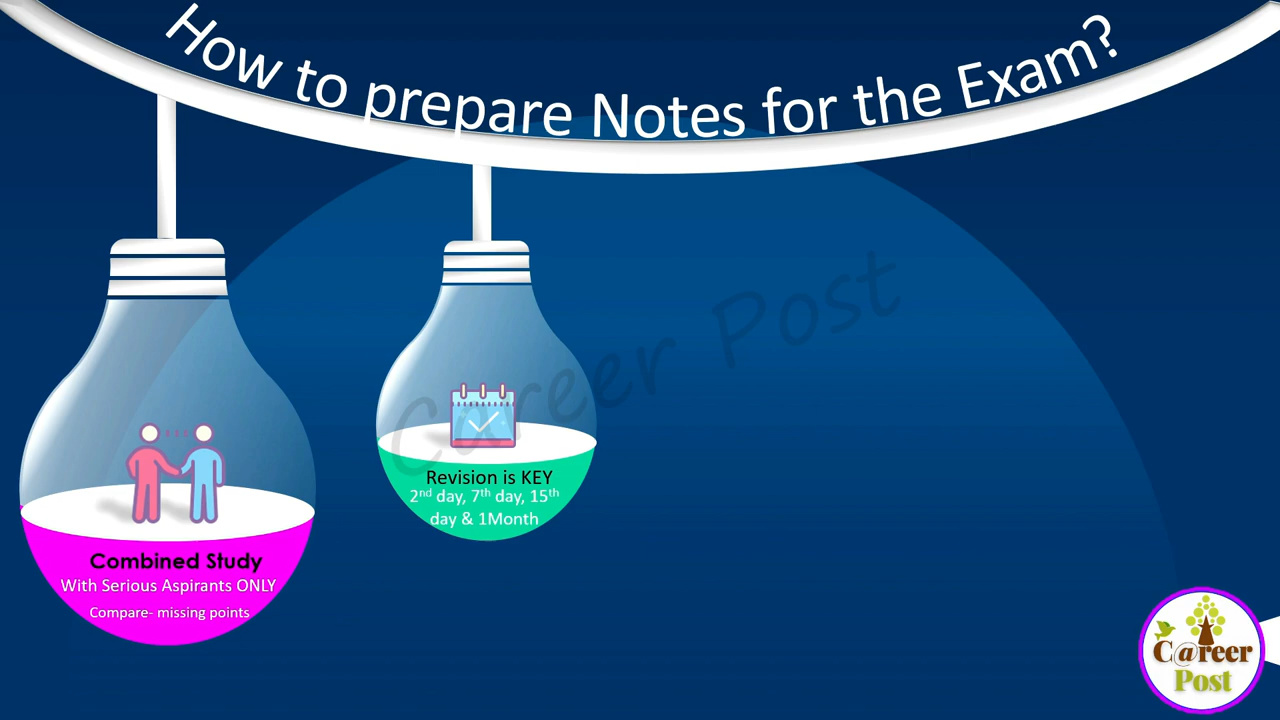 How to prepare Notes for the Exam?
Career Post
Revision is KEY
2nd day, 7th day, 15th
day & 1Month
Combined Study
With Serious Aspirants ONLY
Compare- missing points
C@reer
Post